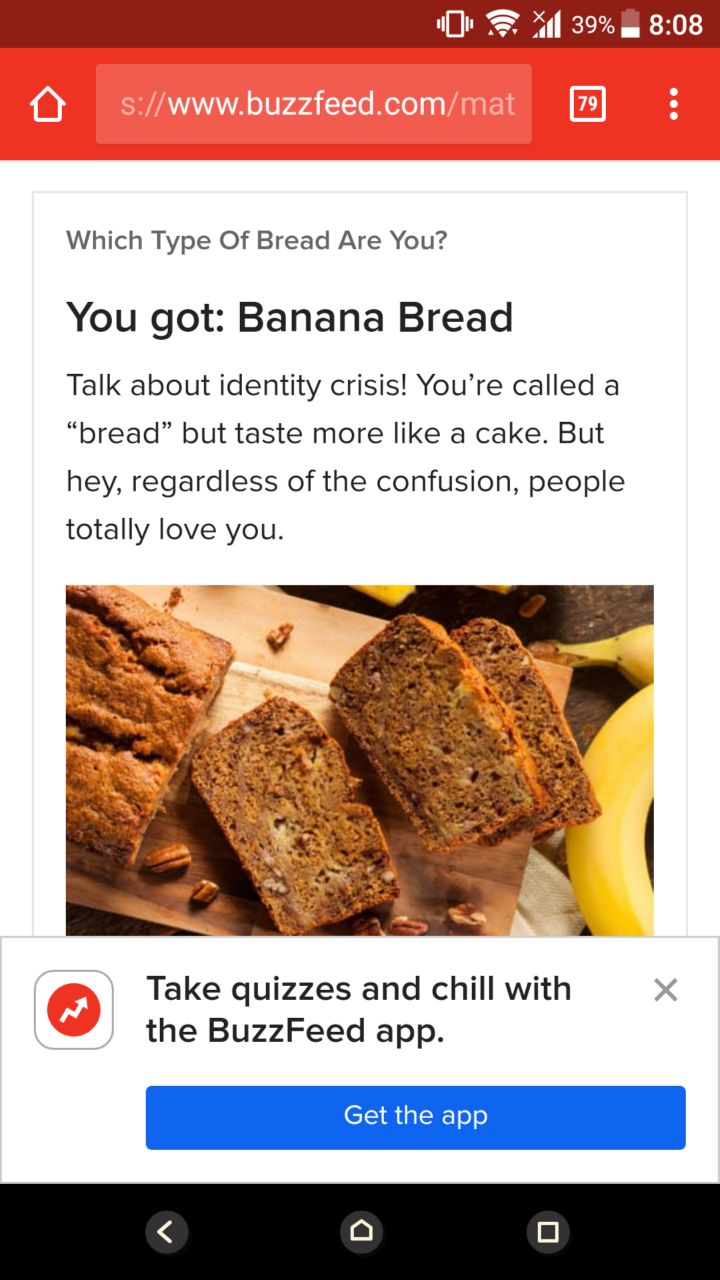 39% 8:08
s://www.buzzfeed.com/mat 79
Which Type Of Bread Are You?
You got: Banana Bread
Talk about identity crisis! You’re called a
“bread” but taste more like a cake. But
hey, regardless of the confusion, people
totally love you.
Take quizzes and chill with
the BuzzFeed app.
Get the app